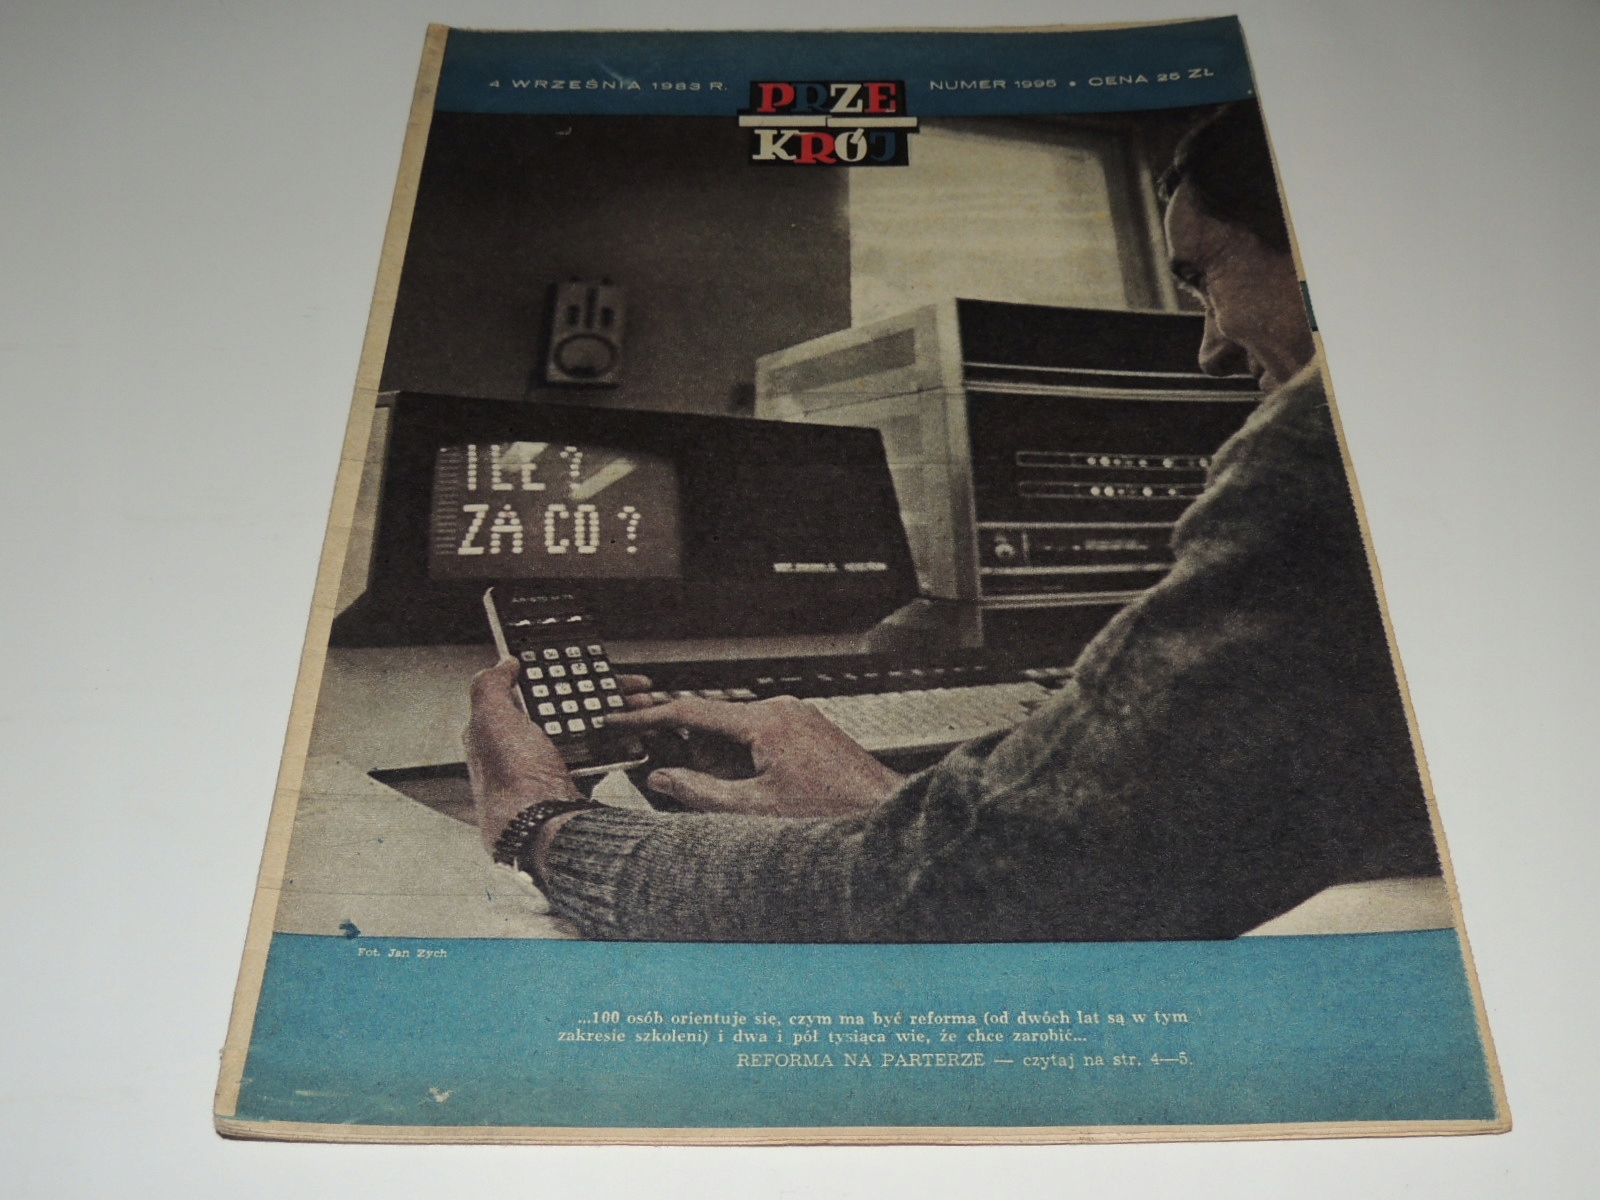 4 WRZEŚNIA 1983 R.
PRZE
KRÓJ
NUMER 1995 • CENA 25 ZŁ
ILE?
ZA CO?
Fot. Jan Zych
...100 osób orientuje się, czym ma być reforma (od dwóch lat są w tym
zakresie szkoleni) i dwa i pół tysiąca wie, że chce zarobić...
REFORMA NA PARTERZE — czytaj na str. 4—5.